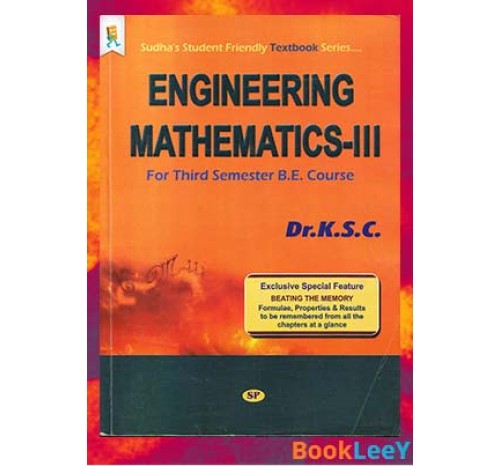 Sudha's Student Friendly Textbook Series....
ENGINEERING
MATHEMATICS-III
For Third Semester B.E. Course
Dr.K.S.C.
Exclusive Special Feature
BEATING THE MEMORY
Formulae, Properties & Results
to be remembered from all the
chapters at a glance
SP
BookLeeY